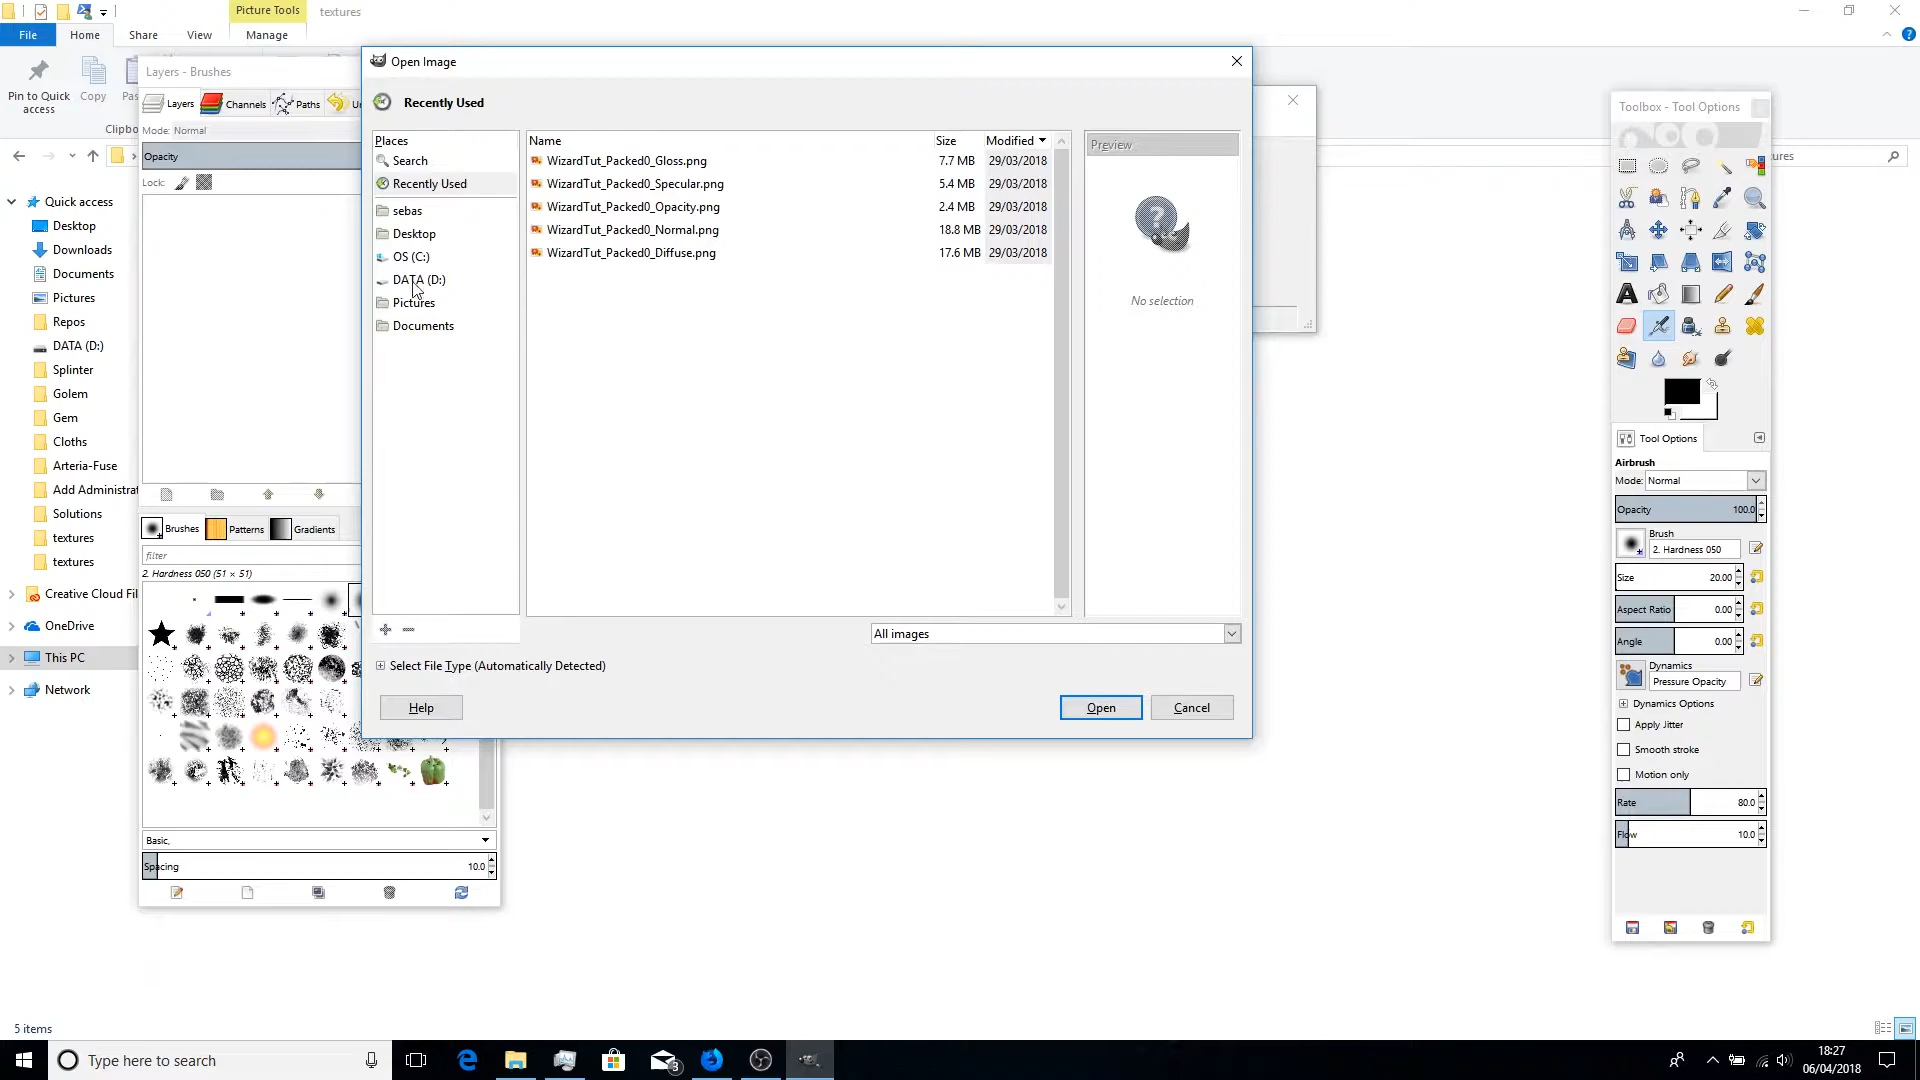 Picture Tools
textures
File
Home
Share
View
Manage
Pin to Quick access
Copy
Layers - Brushes
Layers
Channels
Paths
Mode: Normal
Opacity
Lock:
Quick access
Desktop
Downloads
Documents
Pictures
Repos
DATA (D:)
Splinter
Golem
Gem
Cloths
Arteria-Fuse
Add Administrat
Solutions
textures
textures
Creative Cloud Fil
OneDrive
This PC
Network
5 items
Brushes
Patterns
Gradients
filter
2. Hardness 050 (51 × 51)
Basic,
Spacing
10.0
Open Image
Recently Used
Places
Search
Recently Used
sebas
Desktop
OS (C:)
DATA (D:)
Pictures
Documents
Name Size Modified
WizardTut_Packed0_Gloss.png 7.7 MB 29/03/2018
WizardTut_Packed0_Specular.png 5.4 MB 29/03/2018
WizardTut_Packed0_Opacity.png 2.4 MB 29/03/2018
WizardTut_Packed0_Normal.png 18.8 MB 29/03/2018
WizardTut_Packed0_Diffuse.png 17.6 MB 29/03/2018
Preview
No selection
All images
Select File Type (Automatically Detected)
Help
Open
Cancel
Toolbox - Tool Options
Tool Options
Airbrush
Mode: Normal
Opacity 100.0
Brush
2. Hardness 050
Size 20.00
Aspect Ratio 0.00
Angle 0.00
Dynamics
Pressure Opacity
Dynamics Options
Apply Jitter
Smooth stroke
Motion only
Rate 80.0
Flow 10.0
Type here to search
3
18:27
06/04/2018